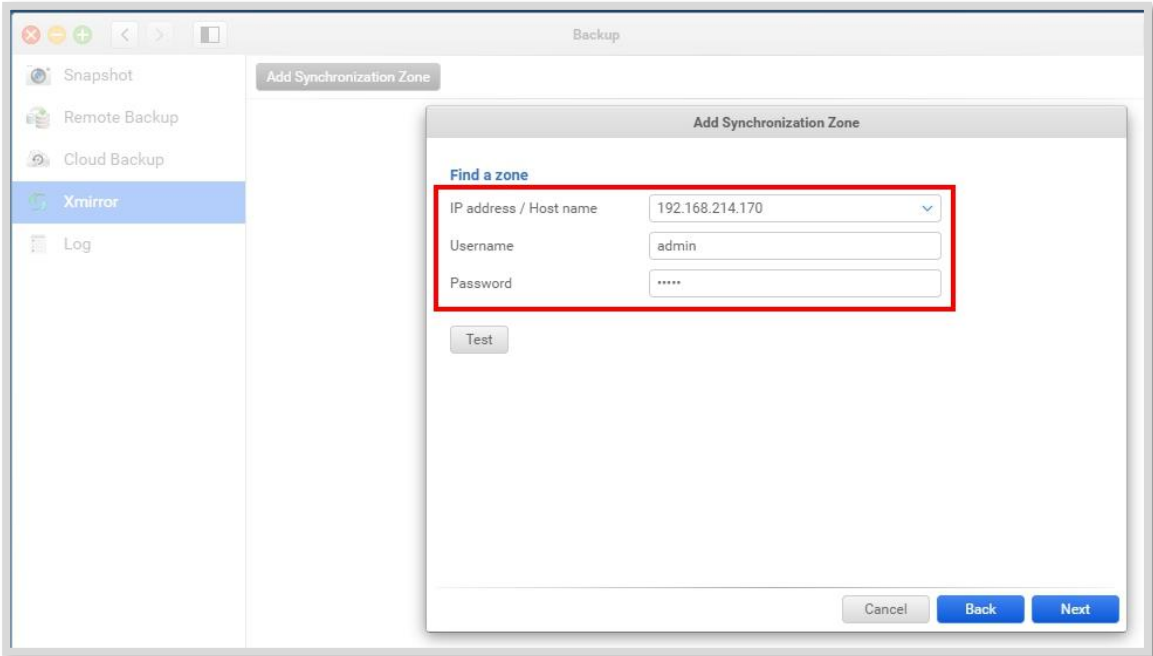 Backup
Snapshot
Remote Backup
Cloud Backup
Xmirror
Log
Add Synchronization Zone
Add Synchronization Zone
Find a zone
IP address / Host name 192.168.214.170
Username admin
Password •••••
Test
Cancel Back Next